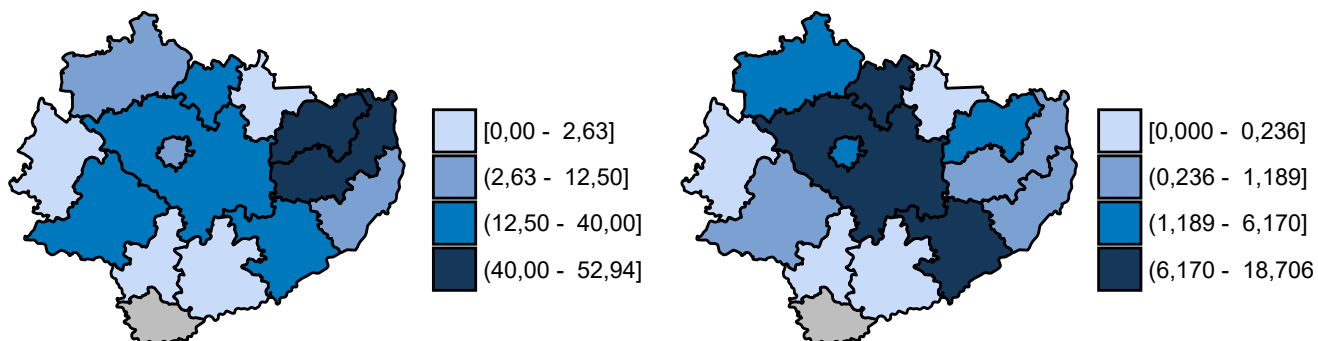 [0,00 - 2,63]
(2,63 - 12,50]
(12,50 - 40,00]
(40,00 - 52,94]
[0,000 - 0,236]
(0,236 - 1,189]
(1,189 - 6,170]
(6,170 - 18,706